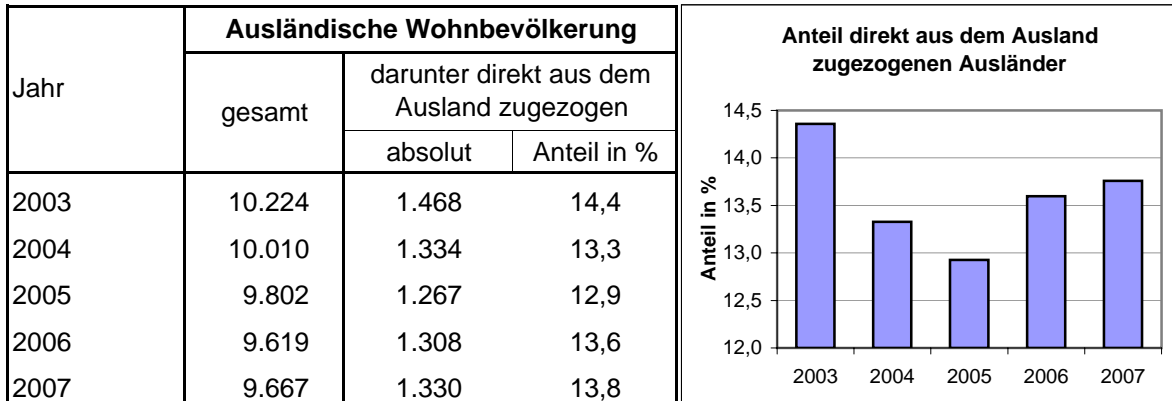 Ausländische Wohnbevölkerung
Jahr
gesamt
darunter direkt aus dem
Ausland zugezogen
absolut Anteil in %
2003 10.224 1.468 14,4
2004 10.010 1.334 13,3
2005 9.802 1.267 12,9
2006 9.619 1.308 13,6
2007 9.667 1.330 13,8
Anteil direkt aus dem Ausland
zugezogenen Ausländer
Anteil in %
14,5
14,0
13,5
13,0
12,5
12,0
2003 2004 2005 2006 2007